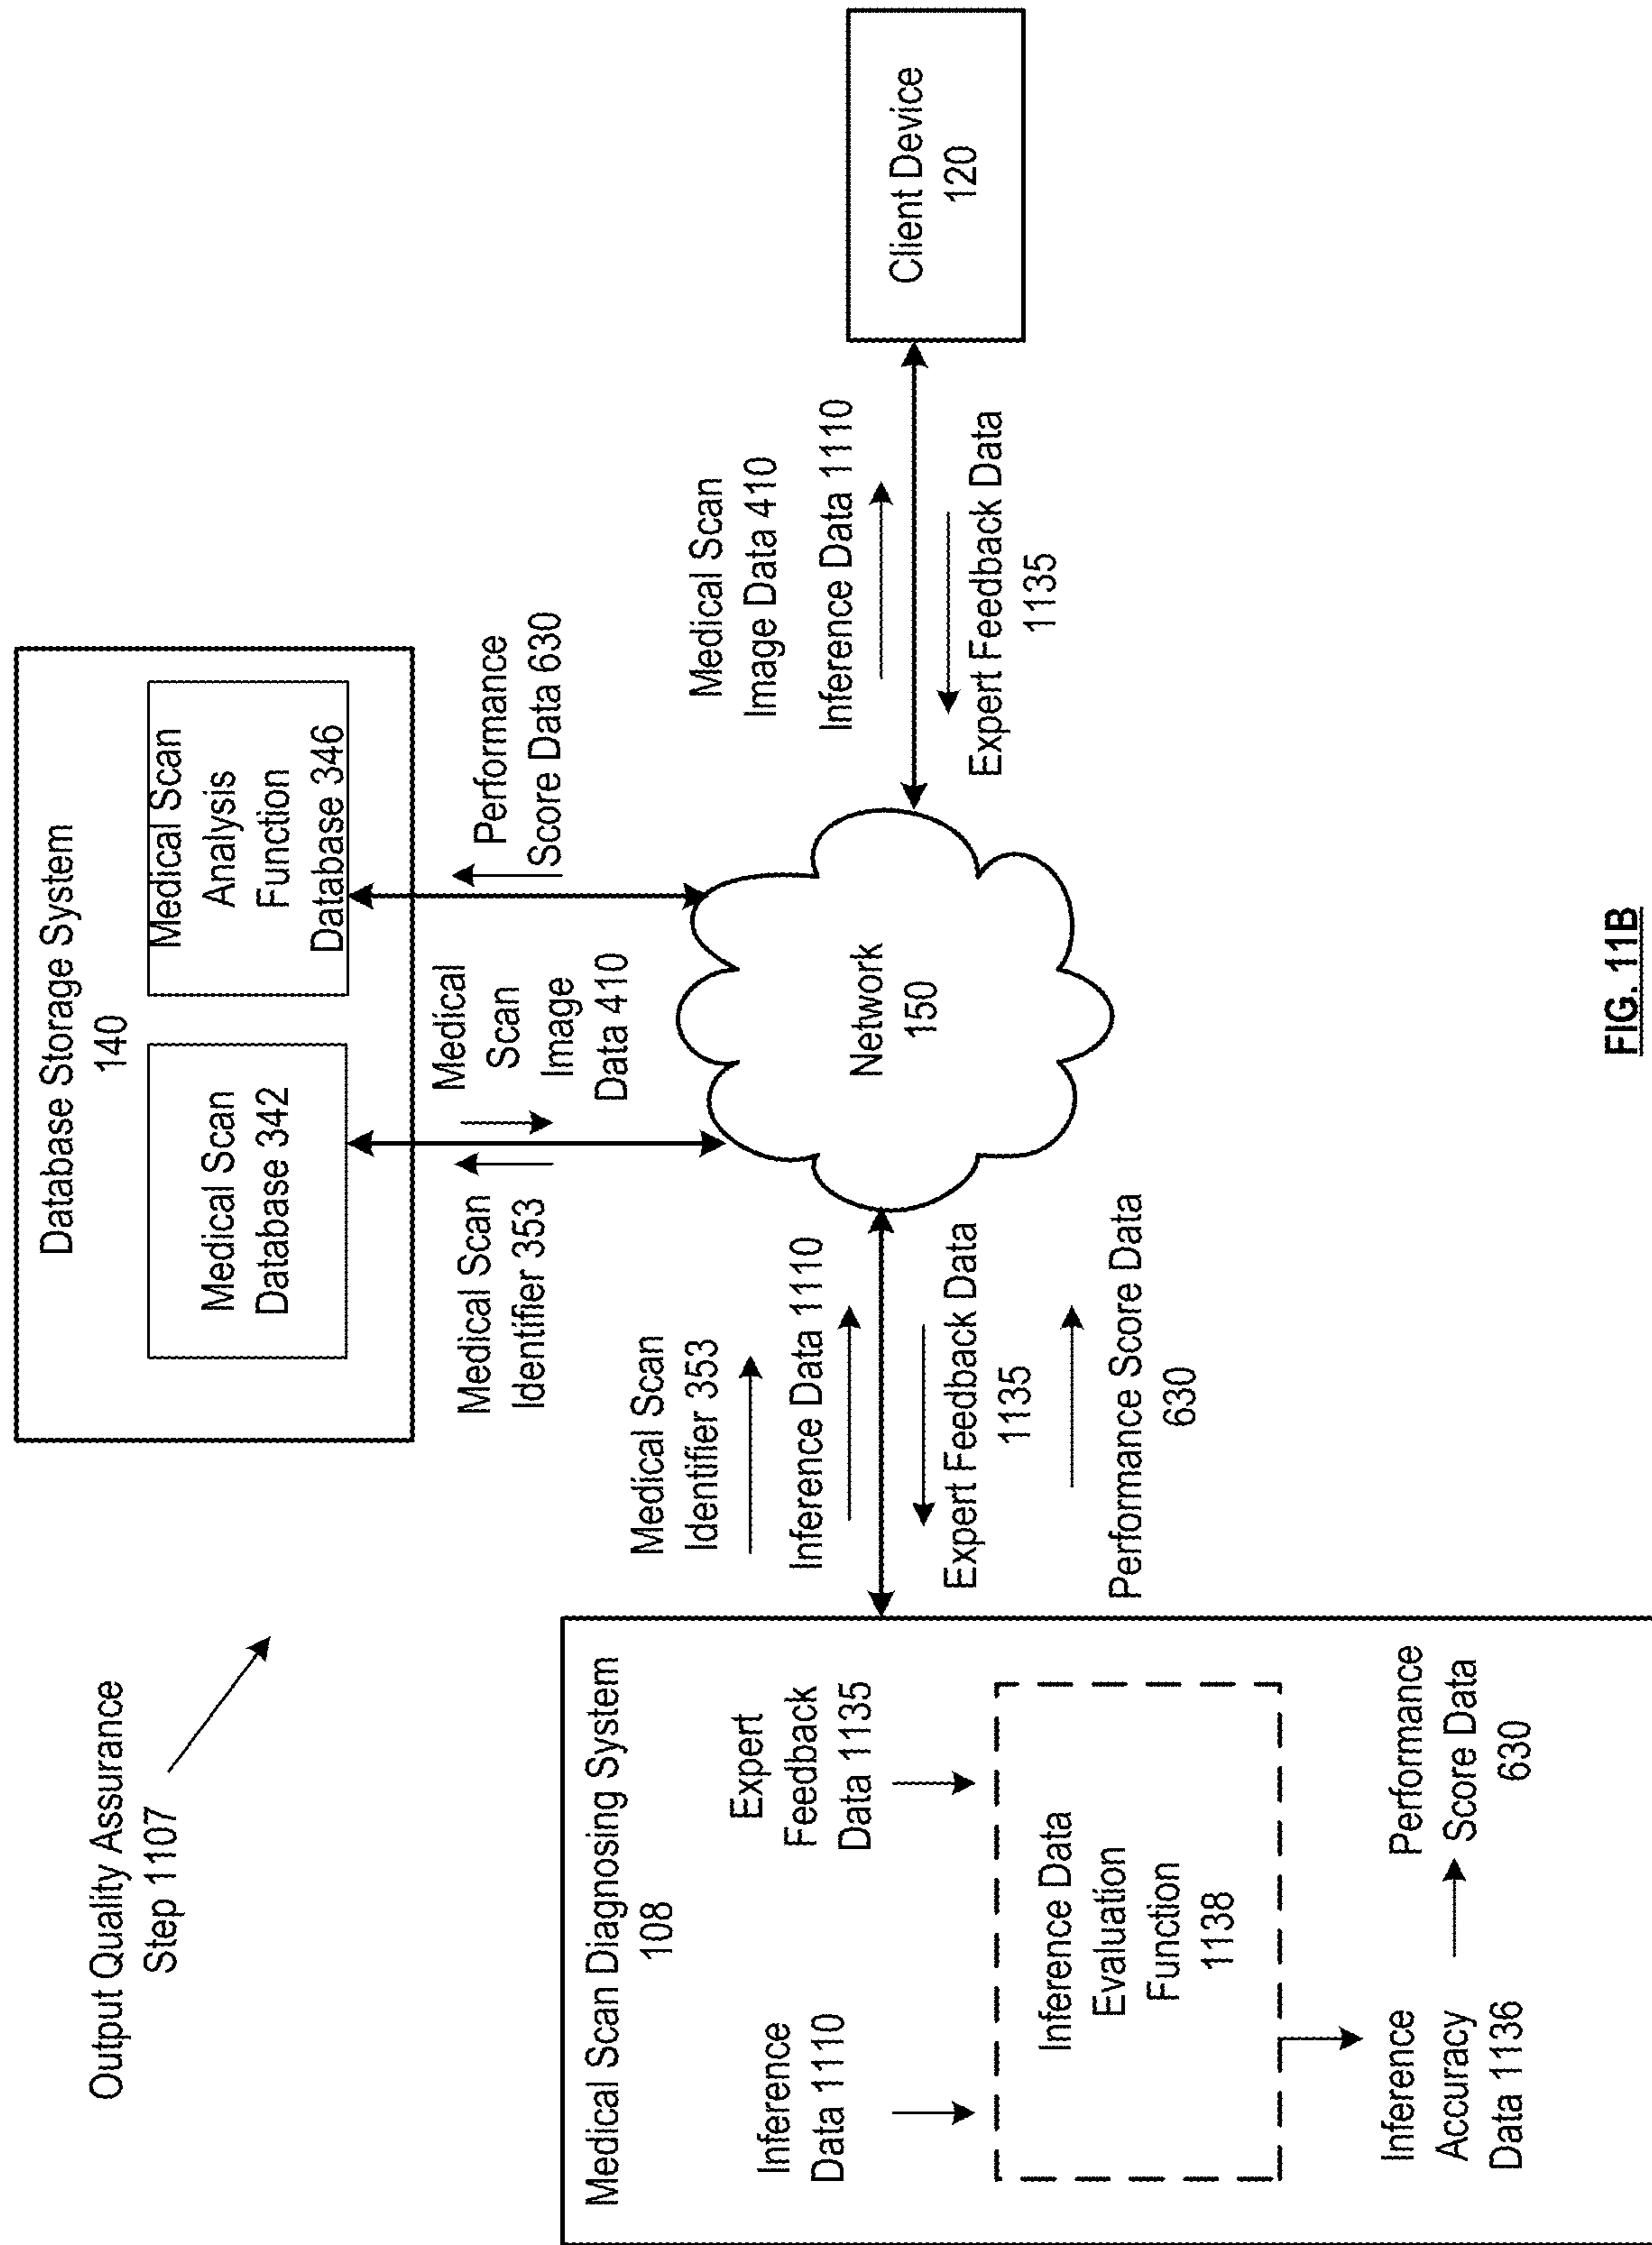 Output Quality Assurance
Step 1107
Database Storage System
140
Medical Scan
Database 342
Medical Scan
Analysis
Function
Database 346
Medical Scan
Identifier 353
Medical
Scan
Image
Data 410
Performance
Score Data 630
Medical Scan Diagnosing System
108
Inference
Data 1110
Expert
Feedback
Data 1135
Inference Data
Evaluation
Function
1138
Inference
Accuracy
Data 1136
Performance
Score Data
630
Medical Scan
Identifier 353
Inference Data 1110
Expert Feedback Data
1135
Performance Score Data
630
Network
150
Medical Scan
Image Data 410
Inference Data 1110
Expert Feedback Data
1135
Client Device
120
FIG. 11B